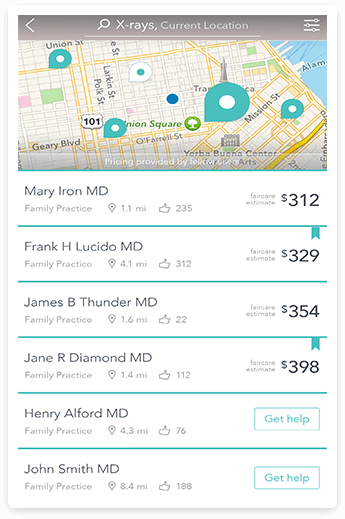 X-rays, Current Location
Union St
Larkin St
Polk St
Mission St
101
Union Square
O'Farrell St
Geary Blvd
Yerba Buena Center
Arts
Pricing provided by fellow users
Mary Iron MD
faircare estimate $312
Family Practice 1.1 mi 235
Frank H Lucido MD
faircare estimate $329
Family Practice 4.1 mi 312
James B Thunder MD
faircare estimate $354
Family Practice 1.6 mi 22
Jane R Diamond MD
faircare estimate $398
Family Practice 1.4 mi 112
Henry Alford MD
Get help
Family Practice 4.3 mi 76
John Smith MD
Get help
Family Practice 8.4 mi 188